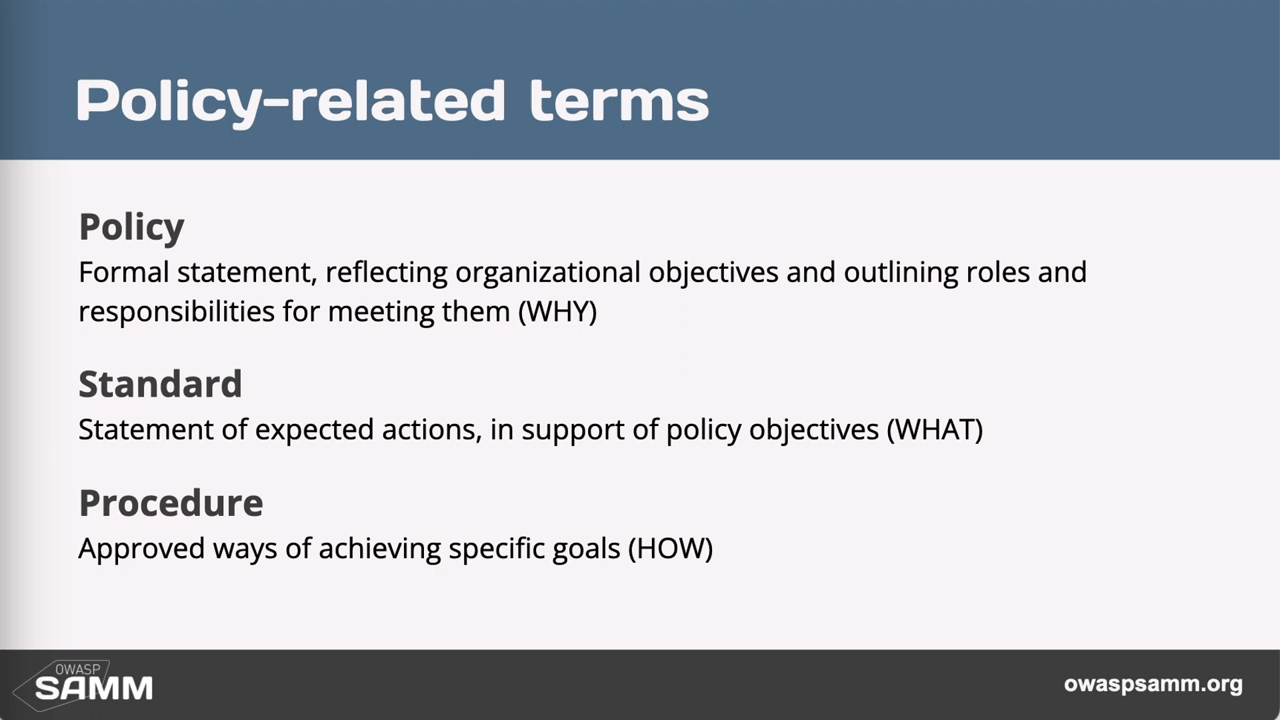 Policy-related terms
Policy
Formal statement, reflecting organizational objectives and outlining roles and
responsibilities for meeting them (WHY)
Standard
Statement of expected actions, in support of policy objectives (WHAT)
Procedure
Approved ways of achieving specific goals (HOW)
OWASP
SAMM
owaspsamm.org